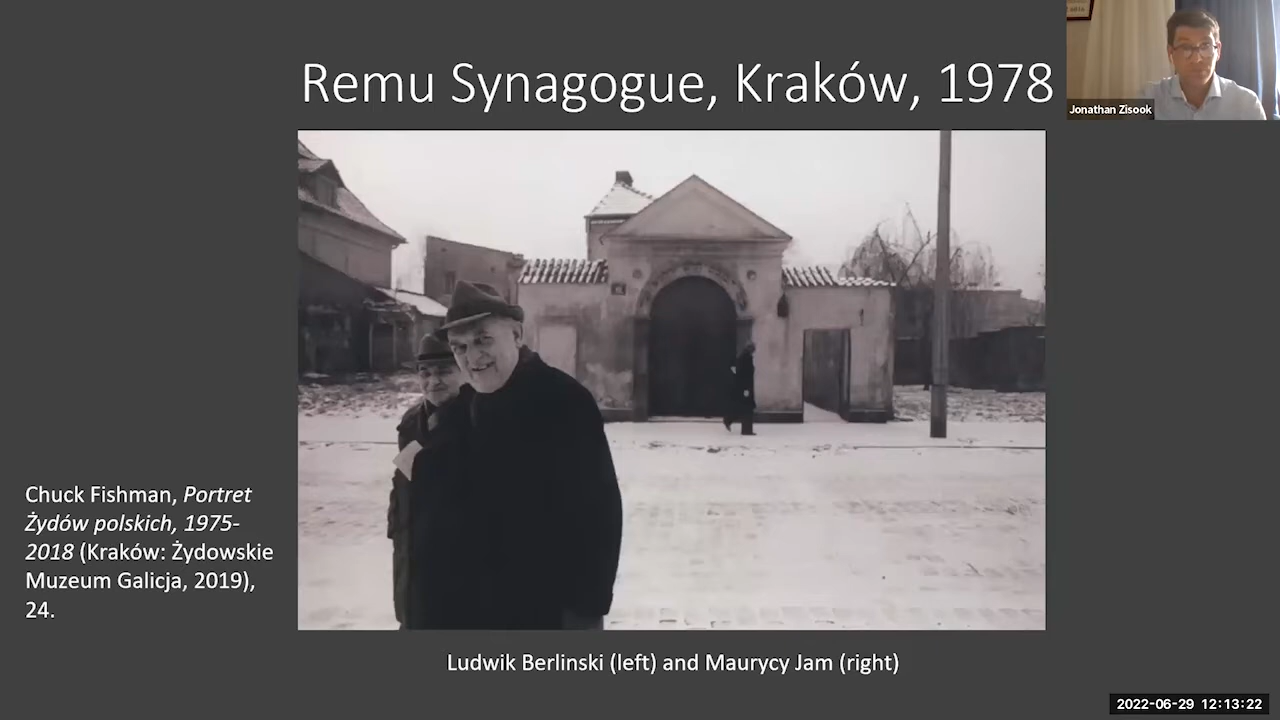 Remu Synagogue, Kraków, 1978
Jonathan Zisook
Chuck Fishman, Portret
Żydów polskich, 1975-
2018 (Kraków: Żydowskie
Muzeum Galicja, 2019),
24.
Ludwik Berlinski (left) and Maurycy Jam (right)
2022-06-29 12:13:22